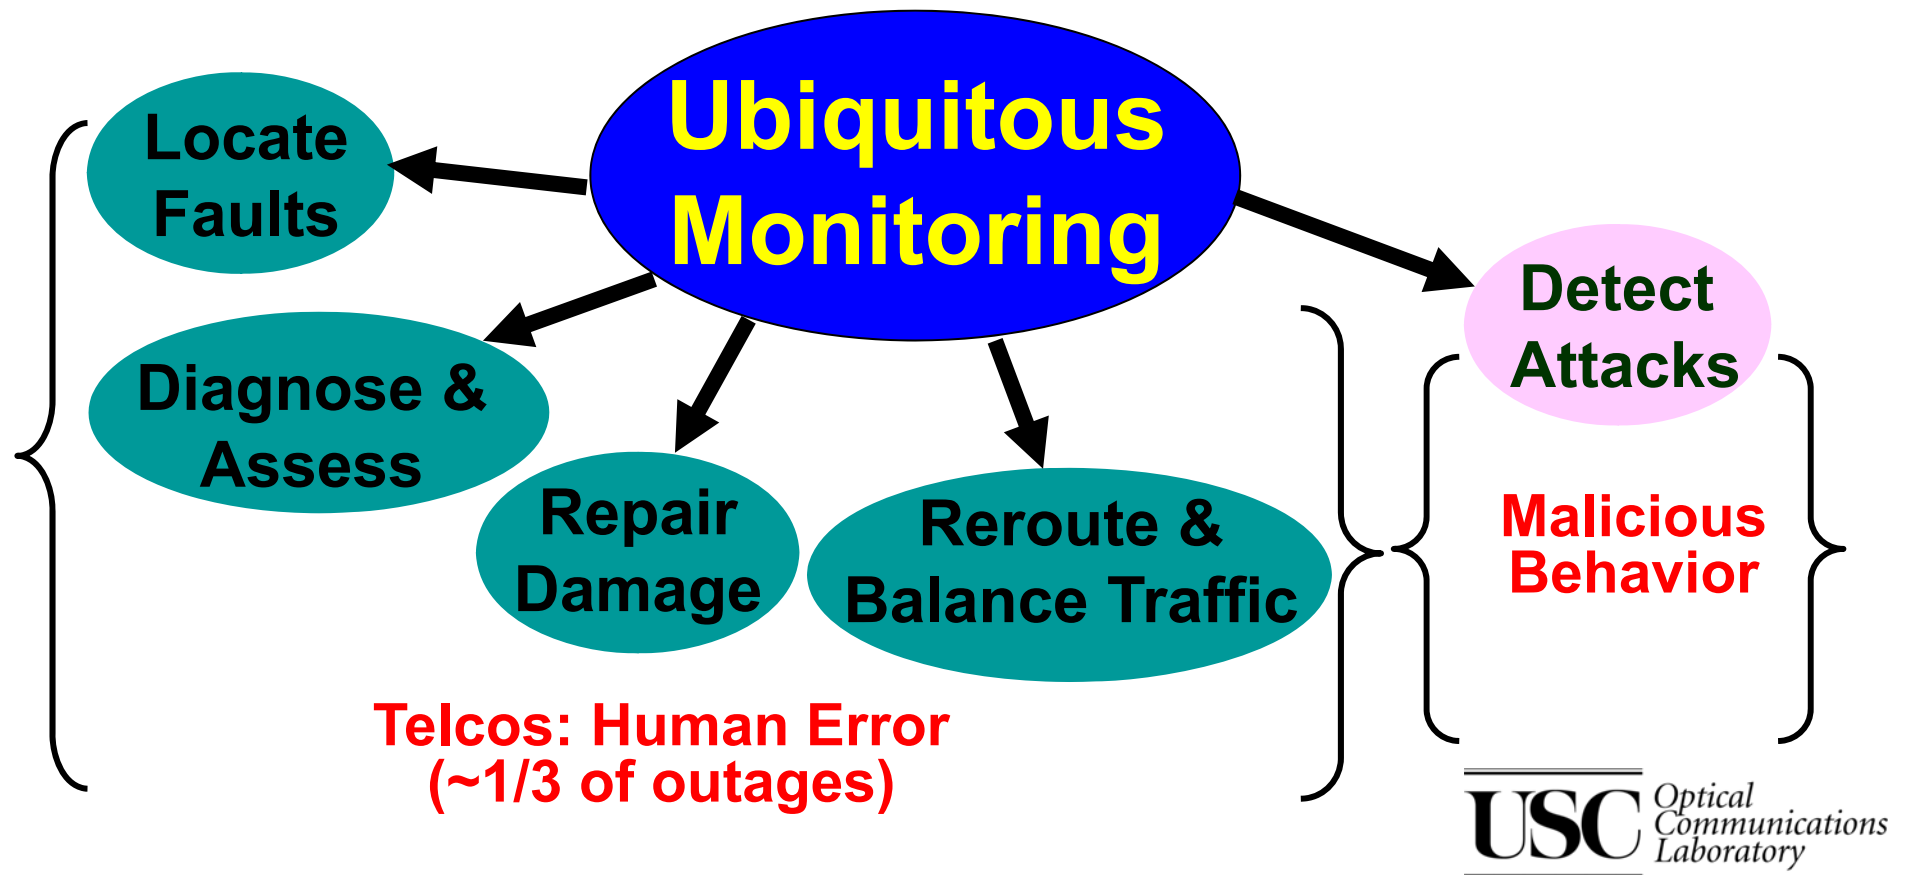 Ubiquitous
Monitoring
Locate
Faults
Diagnose &
Assess
Repair
Damage
Reroute &
Balance Traffic
Detect
Attacks
Malicious
Behavior
Telcos: Human Error
(~1/3 of outages)
USC
Optical
Communications
Laboratory